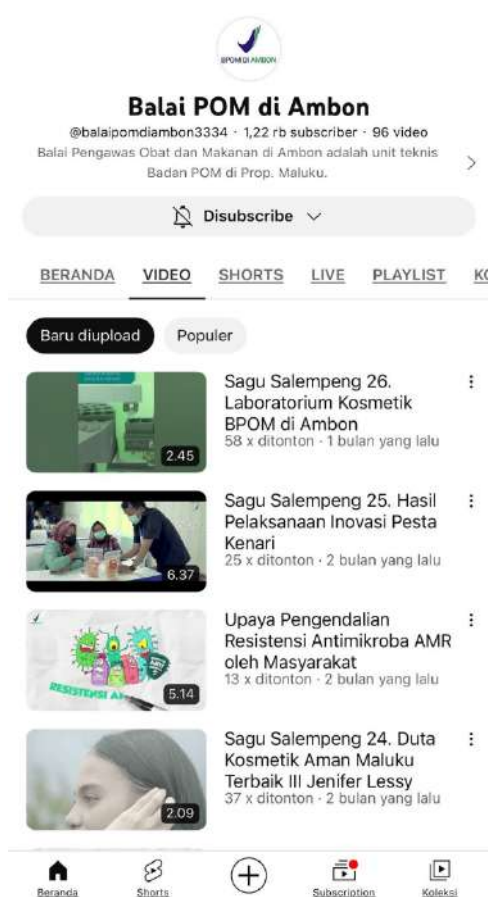 BPOM DI AMBON
Balai POM di Ambon
@balaipomdiambon3334 · 1,22 rb subscriber · 96 video
Balai Pengawas Obat dan Makanan di Ambon adalah unit teknis
Badan POM di Prop. Maluku.
Disubscribe
BERANDA VIDEO SHORTS LIVE PLAYLIST
Baru diupload Populer
Sagu Salempeng 26.
Laboratorium Kosmetik
BPOM di Ambon
58 x ditonton · 1 bulan yang lalu
2.45
Sagu Salempeng 25. Hasil
Pelaksanaan Inovasi Pesta
Kenari
25 x ditonton · 2 bulan yang lalu
6.37
Upaya Pengendalian
Resistensi Antimikroba AMR
oleh Masyarakat
13 x ditonton · 2 bulan yang lalu
RESISTENSI
5.14
Sagu Salempeng 24. Duta
Kosmetik Aman Maluku
Terbaik III Jenifer Lessy
37 x ditonton · 2 bulan yang lalu
2.09
Beranda Shorts Subscription Koleksi